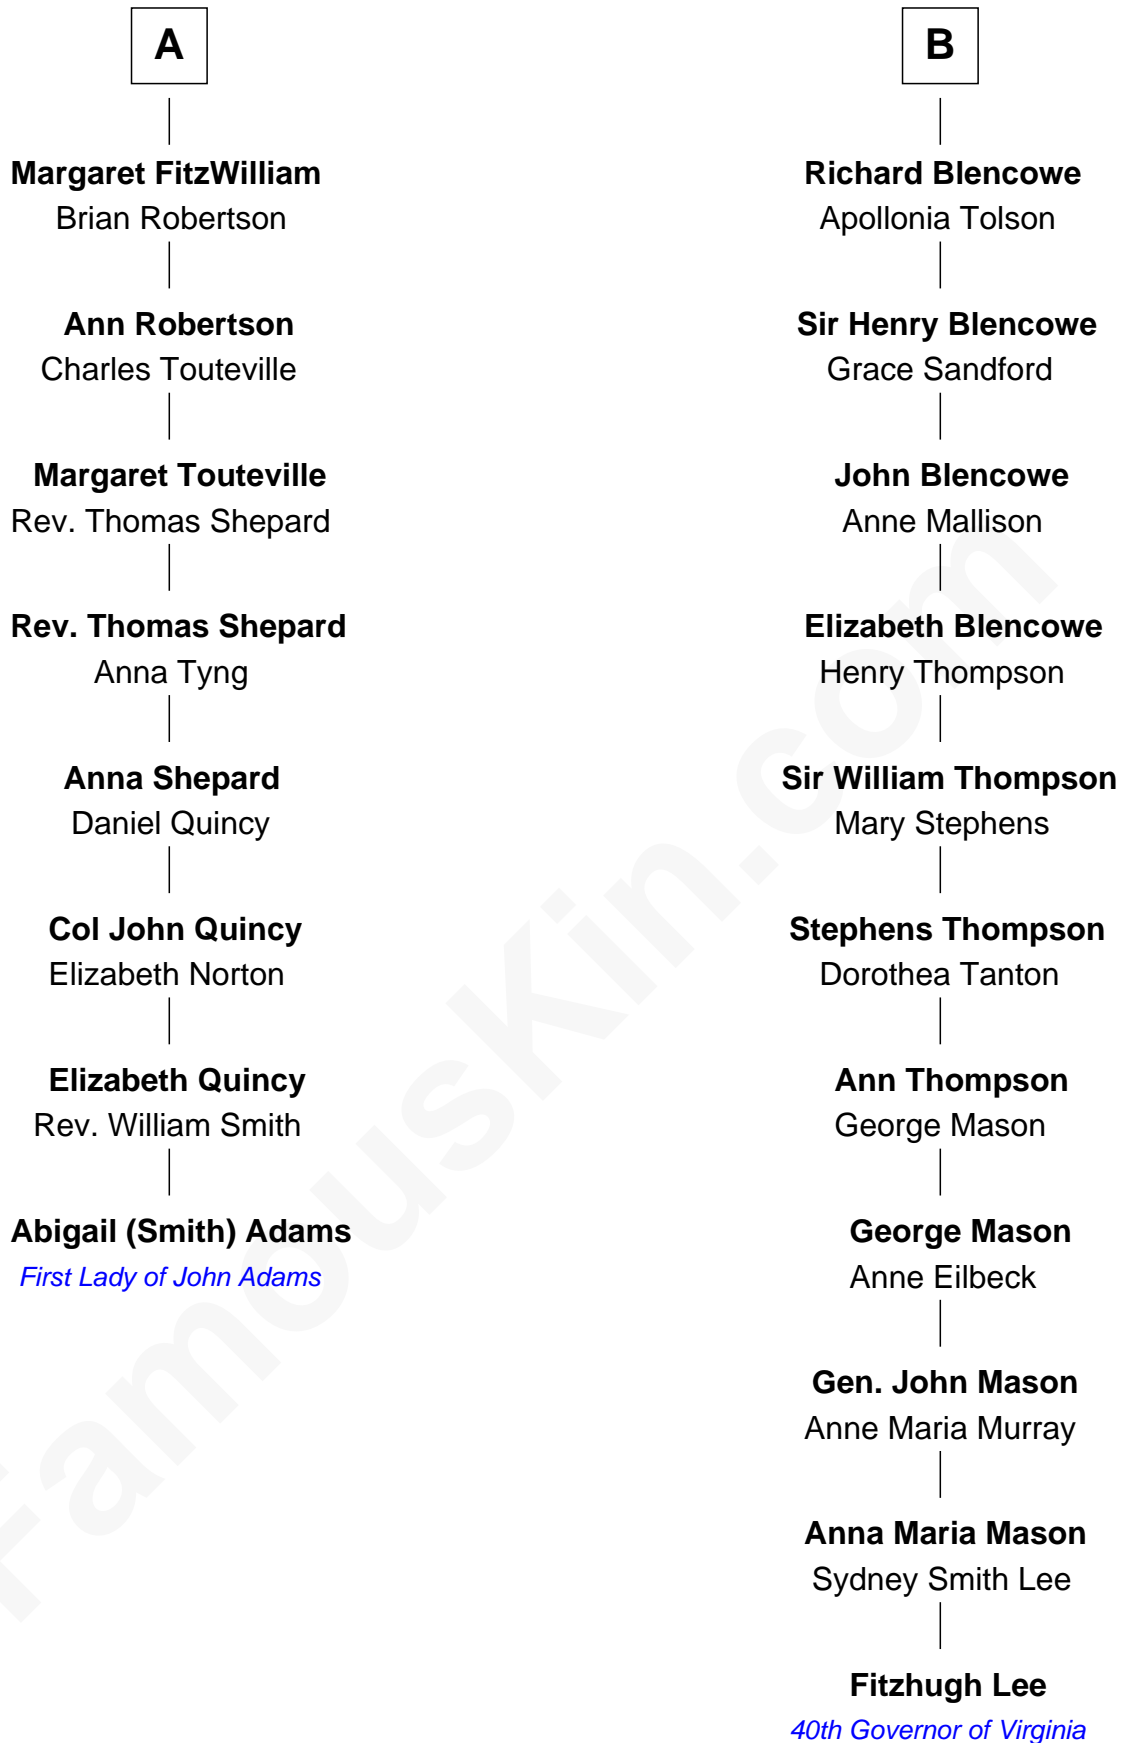 A
Margaret FitzWilliam
Brian Robertson
Ann Robertson
Charles Touteville
Margaret Touteville
Rev. Thomas Shepard
Rev. Thomas Shepard
Anna Tyng
Anna Shepard
Daniel Quincy
Col John Quincy
Elizabeth Norton
Elizabeth Quincy
Rev. William Smith
Abigail (Smith) Adams
First Lady of John Adams
B
Richard Blencowe
Apollonia Tolson
Sir Henry Blencowe
Grace Sandford
John Blencowe
Anne Mallison
Elizabeth Blencowe
Henry Thompson
Sir William Thompson
Mary Stephens
Stephens Thompson
Dorothea Tanton
Ann Thompson
George Mason
George Mason
Anne Eilbeck
Gen. John Mason
Anne Maria Murray
Anna Maria Mason
Sydney Smith Lee
Fitzhugh Lee
40th Governor of Virginia
FamousKin.com